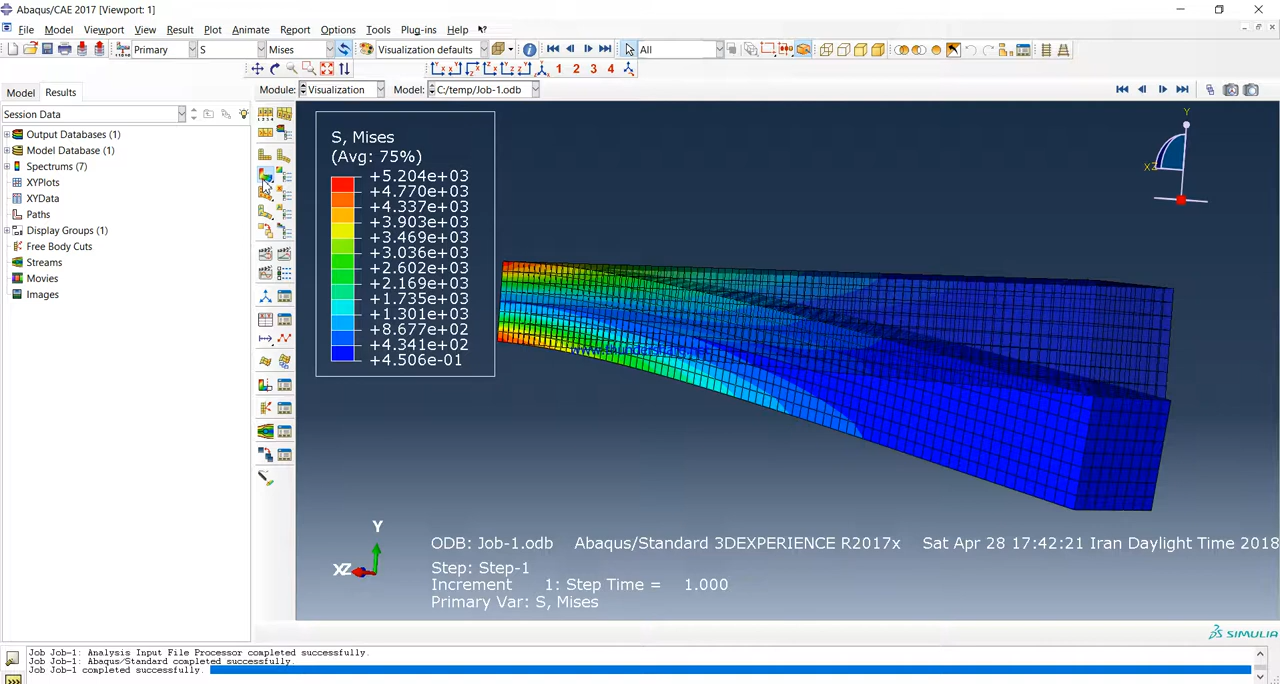 Abaqus/CAE 2017 [Viewport: 1]
File Model Viewport View Result Plot Animate Report Options Tools Plug-ins Help
Primary S Mises Visualization defaults All
1 2 3 4
Model Results Module: Visualization Model: C:/temp/Job-1.odb
Session Data
Output Databases (1)
Model Database (1)
Spectrums (7)
XYPlots
XYData
Paths
Display Groups (1)
Free Body Cuts
Streams
Movies
Images
S, Mises
(Avg: 75%)
+5.204e+03
+4.770e+03
+4.337e+03
+3.903e+03
+3.469e+03
+3.036e+03
+2.602e+03
+2.169e+03
+1.735e+03
+1.301e+03
+8.677e+02
+4.341e+02
+4.506e-01
Y
XZ
Y
XZ
ODB: Job-1.odb Abaqus/Standard 3DEXPERIENCE R2017x Sat Apr 28 17:42:21 Iran Daylight Time 2018
Step: Step-1
Increment 1: Step Time = 1.000
Primary Var: S, Mises
SIMULIA
Job Job-1: Analysis Input File Processor completed successfully.
Job Job-1: Abaqus/Standard completed successfully.
Job Job-1 completed successfully.
>>>